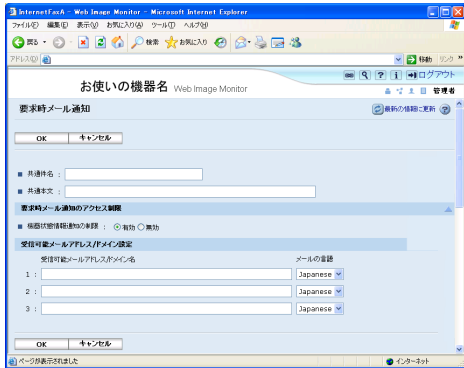 InternetFaxA - Web Image Monitor - Microsoft Internet Explorer
ファイル(F) 編集(E) 表示(V) お気に入り(A) ツール(T) ヘルプ(H)
戻る 検索 お気に入り
アドレス(D) 移動 リンク »
ログアウト
お使いの機器名 Web Image Monitor
管理者
要求時メール通知 最新の情報に更新
OK キャンセル
■ 共通件名 :
■ 共通本文 :
要求時メール通知のアクセス制限
■ 機器状態情報通知の制限 : 有効 無効
受信可能メールアドレス/ドメイン設定
受信可能メールアドレス/ドメイン名 メールの言語
1 : Japanese
2 : Japanese
3 : Japanese
OK キャンセル
ページが表示されました インターネット